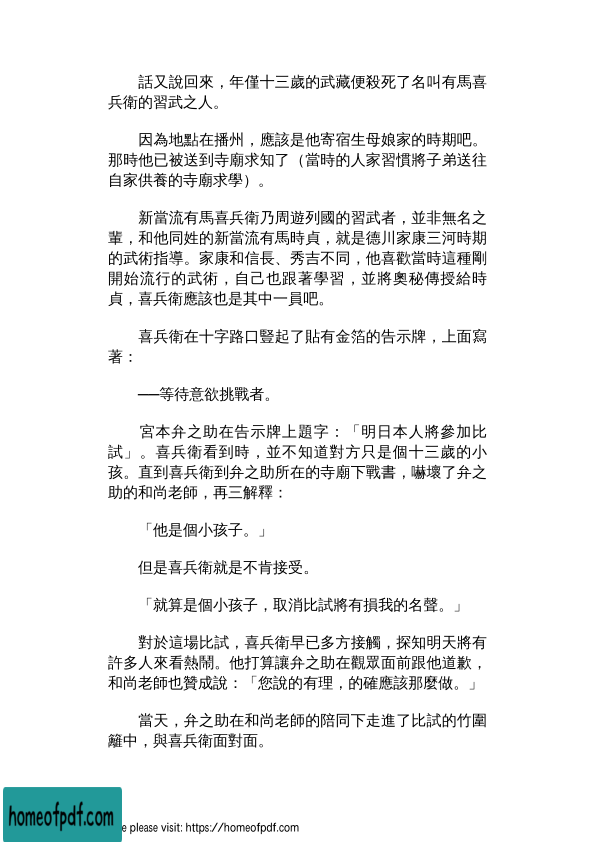 話又說回來，年僅十三歲的武藏便殺死了名叫有馬喜
兵衛的習武之人。
因為地點在播州，應該是他寄宿生母娘家的時期吧。
那時他已被送到寺廟求知了（當時的人家習慣將子弟送往
自家供養的寺廟求學）。
新當流有馬喜兵衛乃周遊列國的習武者，並非無名之
輩，和他同姓的新當流有馬時貞，就是德川家康三河時期
的武術指導。家康和信長、秀吉不同，他喜歡當時這種剛
開始流行的武術，自己也跟著學習，並將奧秘傳授給時
貞，喜兵衛應該也是其中一員吧。
喜兵衛在十字路口豎起了貼有金箔的告示牌，上面寫
著：
──等待意欲挑戰者。
宮本弁之助在告示牌上題字：「明日本人將參加比
試」。喜兵衛看到時，並不知道對方只是個十三歲的小
孩。直到喜兵衛到弁之助所在的寺廟下戰書，嚇壞了弁之
助的和尚老師，再三解釋：
「他是個小孩子。」
但是喜兵衛就是不肯接受。
「就算是個小孩子，取消比試將有損我的名聲。」
對於這場比試，喜兵衛早已多方接觸，探知明天將有
許多人來看熱鬧。他打算讓弁之助在觀眾面前跟他道歉，
和尚老師也贊成說：「您說的有理，的確應該那麼做。」
當天，弁之助在和尚老師的陪同下走進了比試的竹圍
籬中，與喜兵衛面對面。
homeofpdf.com
please visit: https://homeofpdf.com